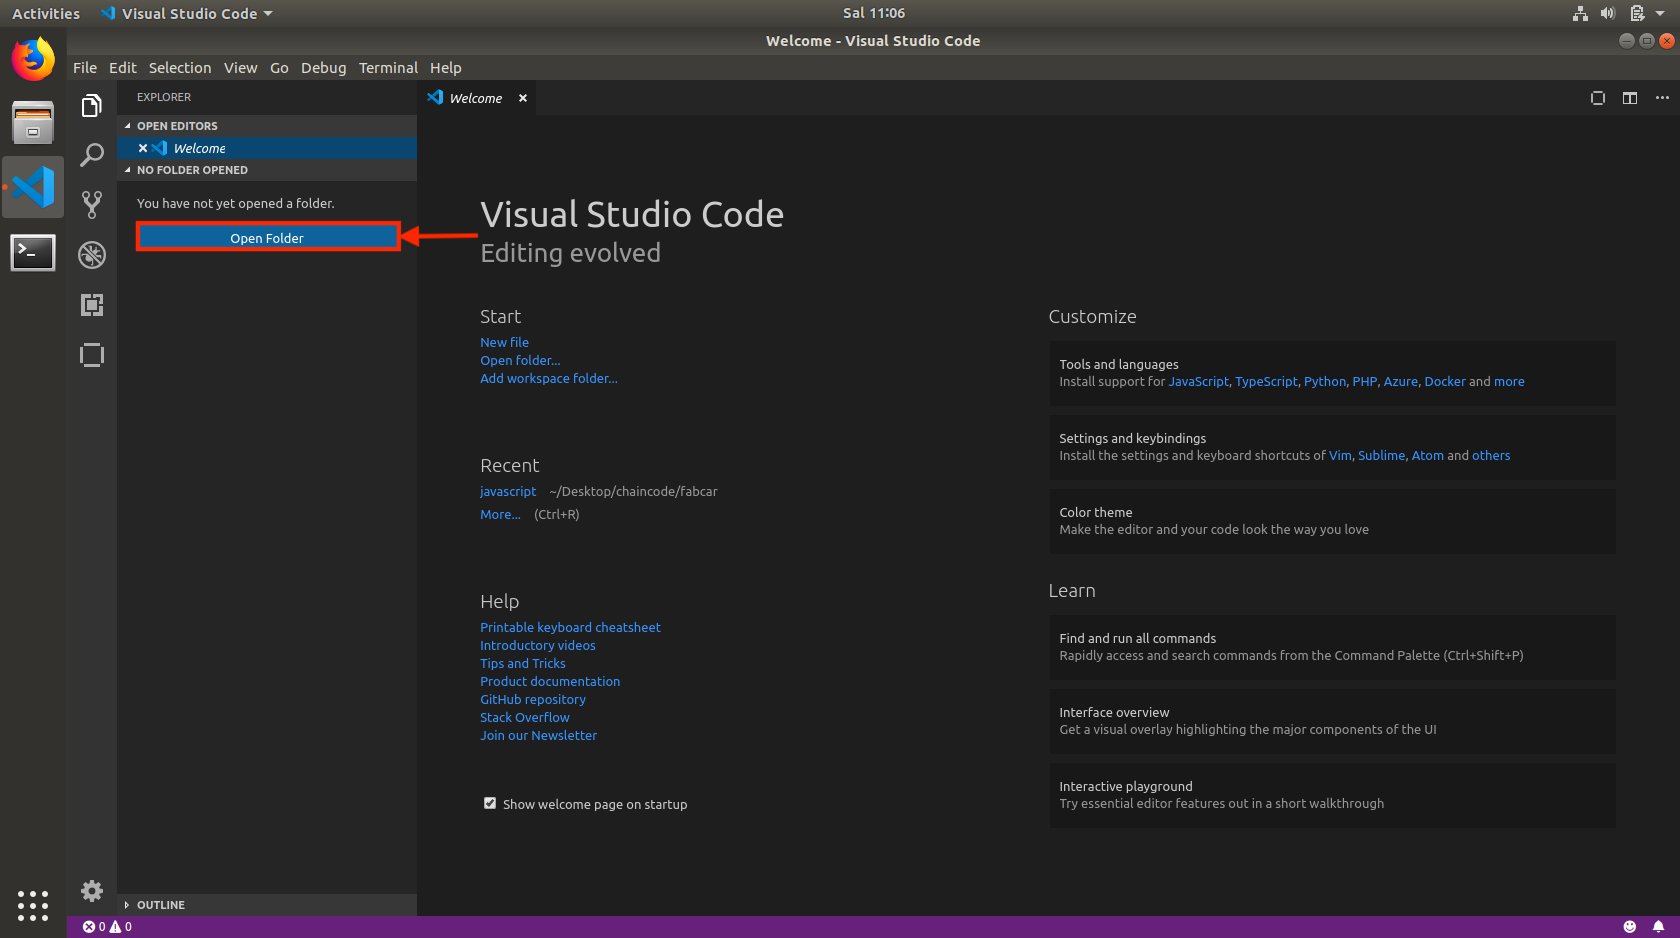 Activities
Visual Studio Code
Sal 11:06
Welcome - Visual Studio Code
File Edit Selection View Go Debug Terminal Help
EXPLORER
OPEN EDITORS
Welcome
NO FOLDER OPENED
You have not yet opened a folder.
Open Folder
OUTLINE
Welcome
Visual Studio Code
Editing evolved
Start
New file
Open folder...
Add workspace folder...
Recent
javascript ~/Desktop/chaincode/fabcar
More... (Ctrl+R)
Help
Printable keyboard cheatsheet
Introductory videos
Tips and Tricks
Product documentation
GitHub repository
Stack Overflow
Join our Newsletter
Show welcome page on startup
Customize
Tools and languages
Install support for JavaScript, TypeScript, Python, PHP, Azure, Docker and more
Settings and keybindings
Install the settings and keyboard shortcuts of Vim, Sublime, Atom and others
Color theme
Make the editor and your code look the way you love
Learn
Find and run all commands
Rapidly access and search commands from the Command Palette (Ctrl+Shift+P)
Interface overview
Get a visual overlay highlighting the major components of the UI
Interactive playground
Try essential editor features out in a short walkthrough
0 0